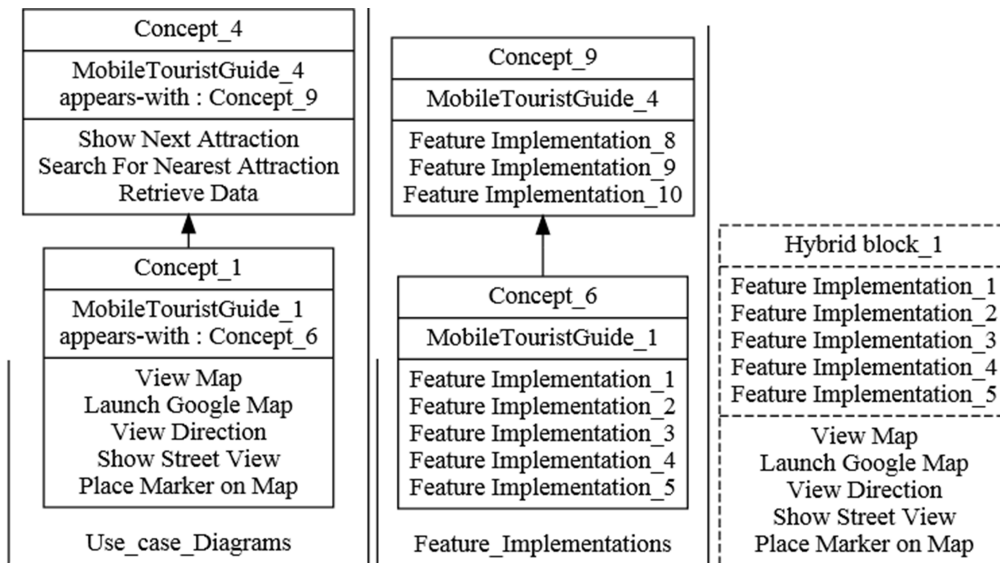 Concept_4
MobileTouristGuide_4
appears-with : Concept_9
Show Next Attraction
Search For Nearest Attraction
Retrieve Data
Concept_1
MobileTouristGuide_1
appears-with : Concept_6
View Map
Launch Google Map
View Direction
Show Street View
Place Marker on Map
Use_case_Diagrams
Concept_9
MobileTouristGuide_4
Feature Implementation_8
Feature Implementation_9
Feature Implementation_10
Concept_6
MobileTouristGuide_1
Feature Implementation_1
Feature Implementation_2
Feature Implementation_3
Feature Implementation_4
Feature Implementation_5
Feature_Implementations
Hybrid block_1
Feature Implementation_1
Feature Implementation_2
Feature Implementation_3
Feature Implementation_4
Feature Implementation_5
View Map
Launch Google Map
View Direction
Show Street View
Place Marker on Map